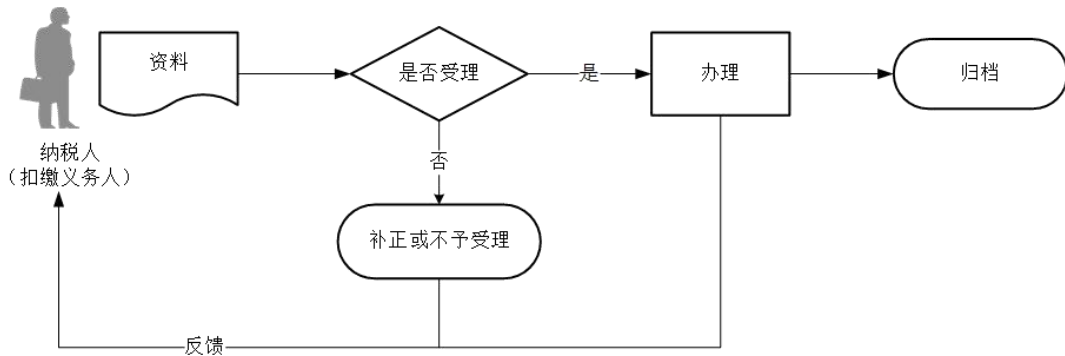 资料
是否受理
是
办理
归档
纳税人
（扣缴义务人）
否
补正或不予受理
反馈